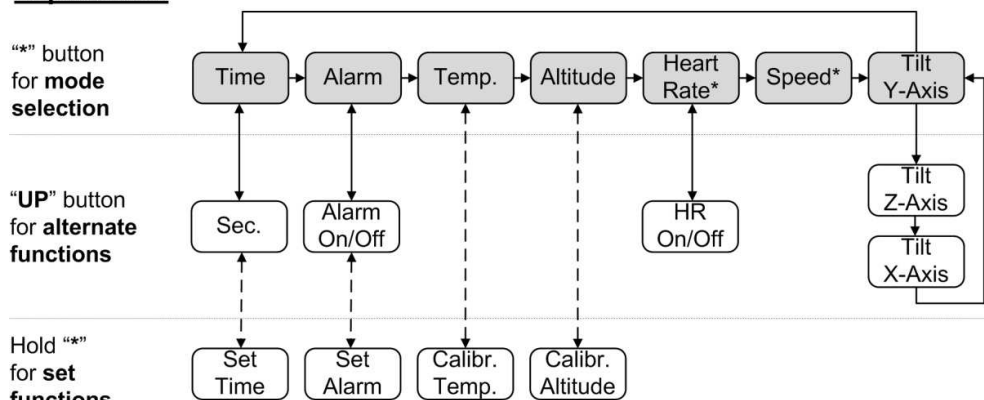 “*” button
for mode
selection
Time
Alarm
Temp.
Altitude
Heart
Rate*
Speed*
Tilt
Y-Axis
“UP” button
for alternate
functions
Sec.
Alarm
On/Off
HR
On/Off
Tilt
Z-Axis
Tilt
X-Axis
Hold “*”
for set
functions
Set
Time
Set
Alarm
Calibr.
Temp.
Calibr.
Altitude